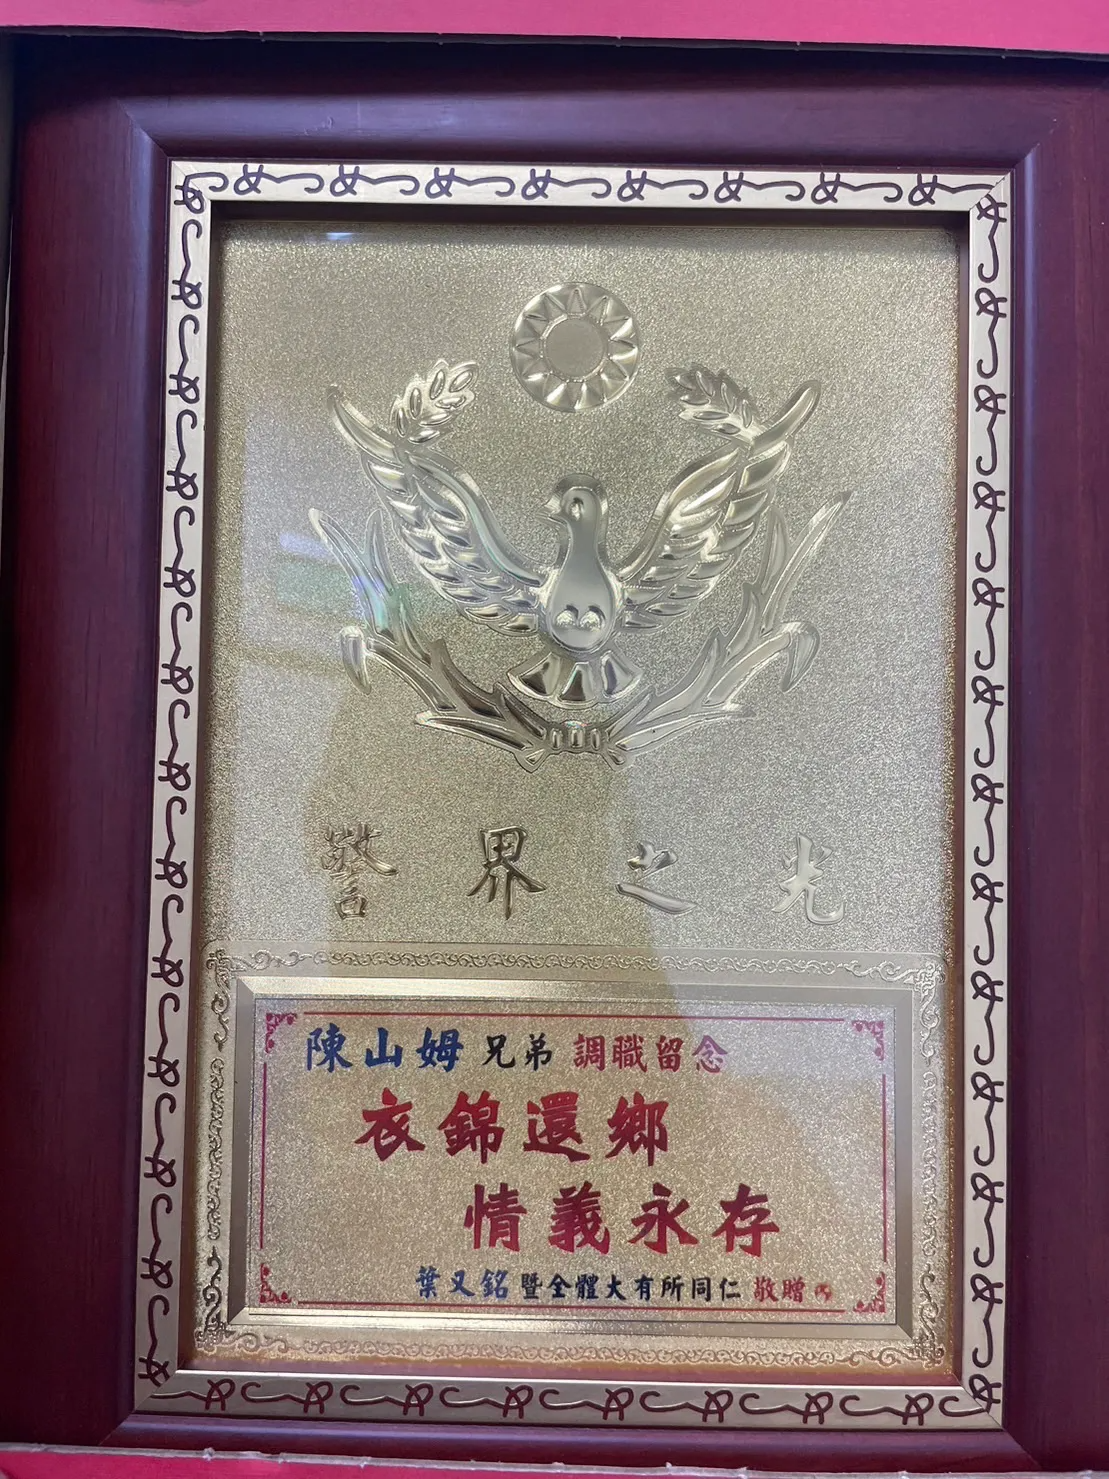 警界之光
陳山姆兄弟調職留念
衣錦還鄉
情義永存
葉又銘暨全體大有所同仁敬贈